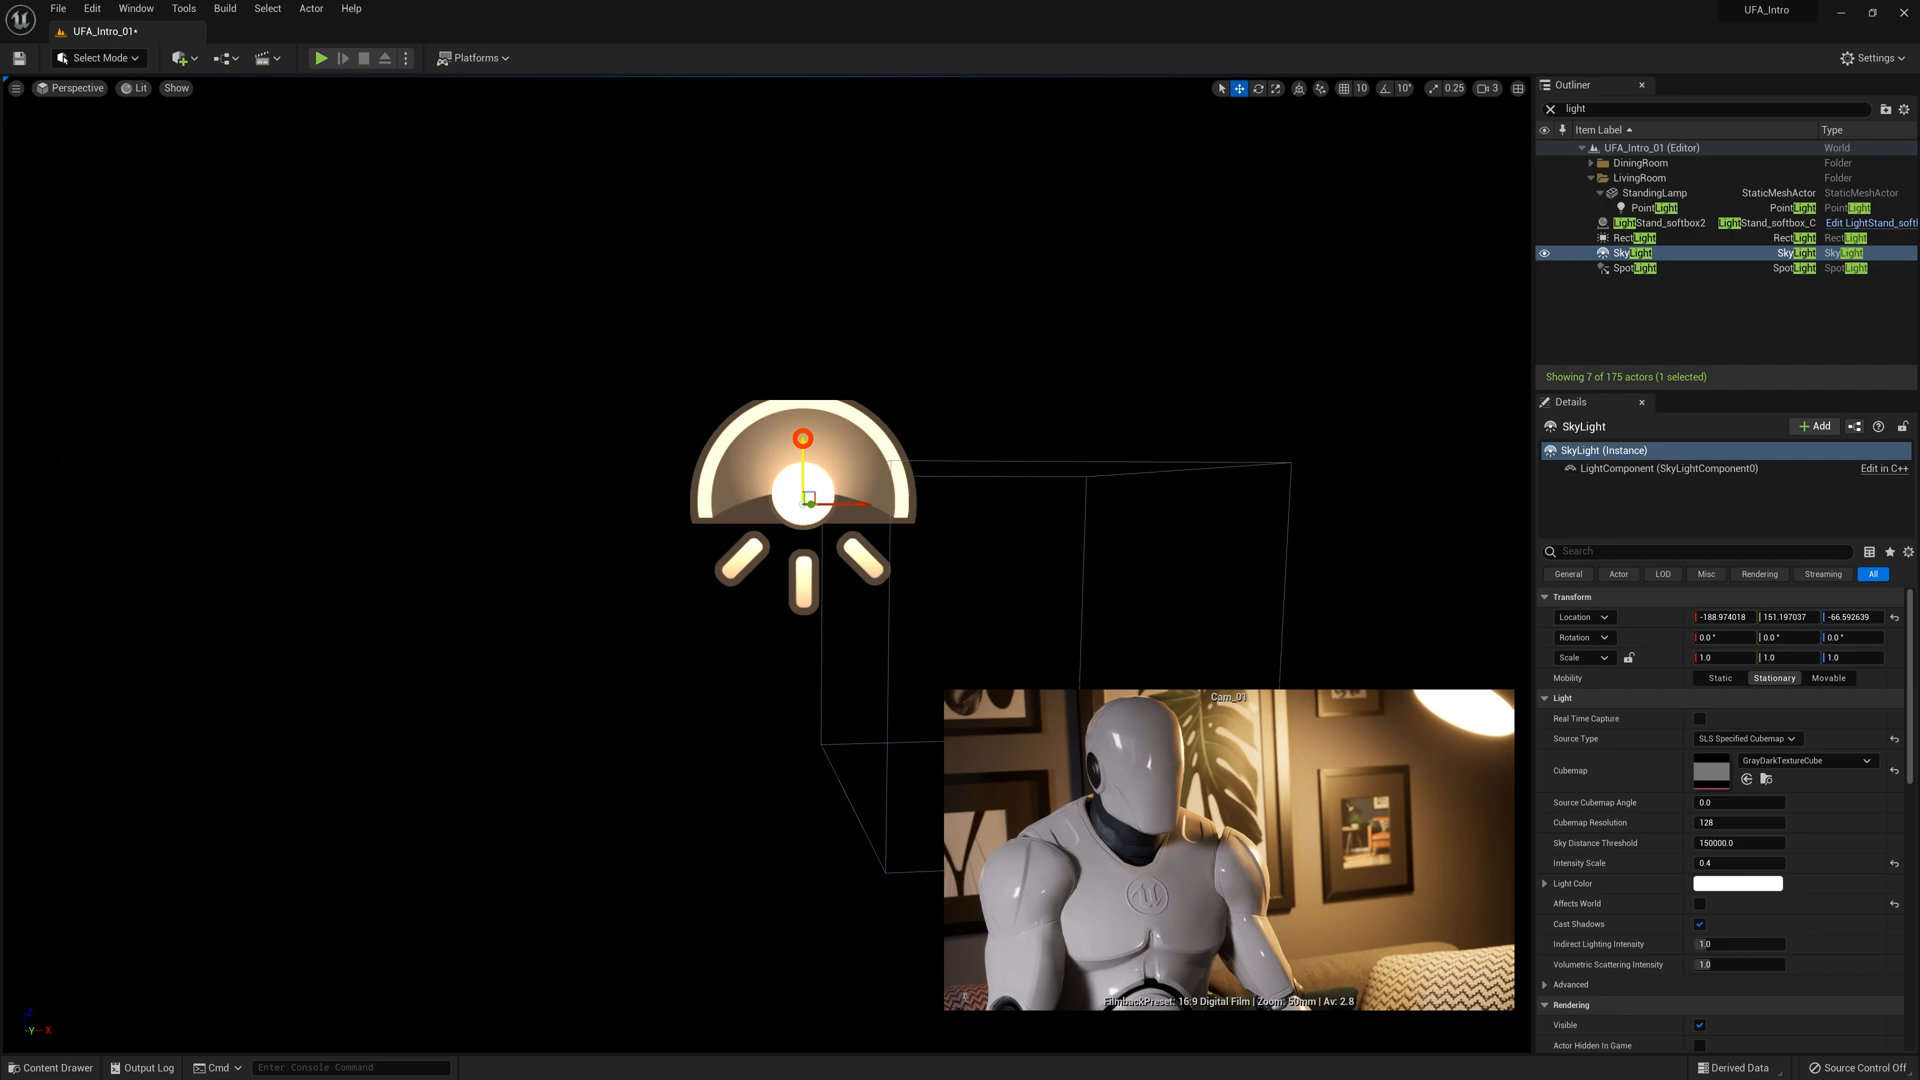 File Edit Window Tools Build Select Actor Help
UFA_Intro
UFA_Intro_01*
Select Mode
Platforms
Settings
Perspective
Lit
Show
10
10°
0.25
3
Outliner
light
Item Label
Type
UFA_Intro_01 (Editor) World
DiningRoom Folder
LivingRoom Folder
StandingLamp StaticMeshActor StaticMeshActor
PointLight PointLight PointLight
LightStand_softbox2 LightStand_softbox_C Edit LightStand_soft
RectLight RectLight RectLight
SkyLight SkyLight SkyLight
SpotLight SpotLight SpotLight
Showing 7 of 175 actors (1 selected)
Details
SkyLight
Add
SkyLight (Instance)
LightComponent (SkyLightComponent0) Edit in C++
Search
General Actor LOD Misc Rendering Streaming All
Transform
Location -188.974018 151.197037 -66.592639
Rotation 0.0 ° 0.0 ° 0.0 °
Scale 1.0 1.0 1.0
Mobility Static Stationary Movable
Light
Real Time Capture
Source Type SLS Specified Cubemap
Cubemap GrayDarkTextureCube
Source Cubemap Angle 0.0
Cubemap Resolution 128
Sky Distance Threshold 150000.0
Intensity Scale 0.4
Light Color
Affects World
Cast Shadows
Indirect Lighting Intensity 1.0
Volumetric Scattering Intensity 1.0
Advanced
Rendering
Visible
Actor Hidden In Game
Cam_01
FilmbackPreset: 16:9 Digital Film | Zoom: 50mm | Av: 2.8
Z
Y X
Content Drawer
Output Log
Cmd
Enter Console Command
Derived Data
Source Control Off